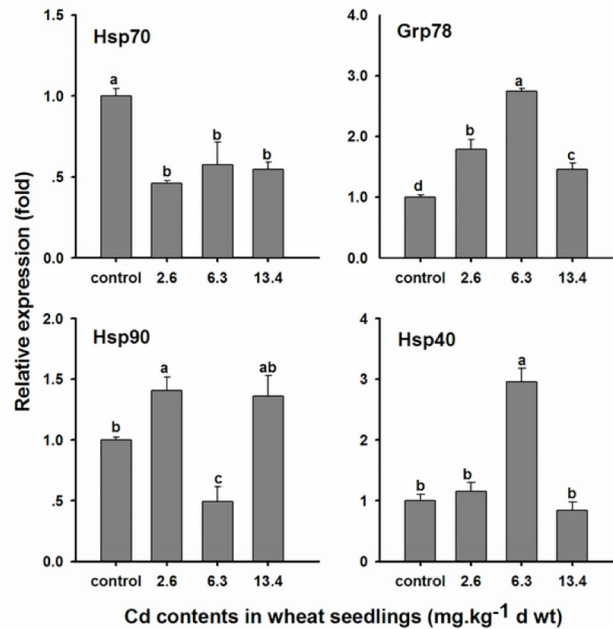 Relative expression (fold)
Hsp70
1.5
1.0
.5
0.0
a
b
b
b
control 2.6 6.3 13.4
Grp78
4.0
3.0
2.0
1.0
0.0
d
b
a
c
control 2.6 6.3 13.4
Hsp90
2.0
1.5
1.0
.5
0.0
b
a
c
ab
control 2.6 6.3 13.4
Hsp40
4
3
2
1
0
b
b
a
b
control 2.6 6.3 13.4
Cd contents in wheat seedlings (mg.kg⁻¹ d wt)